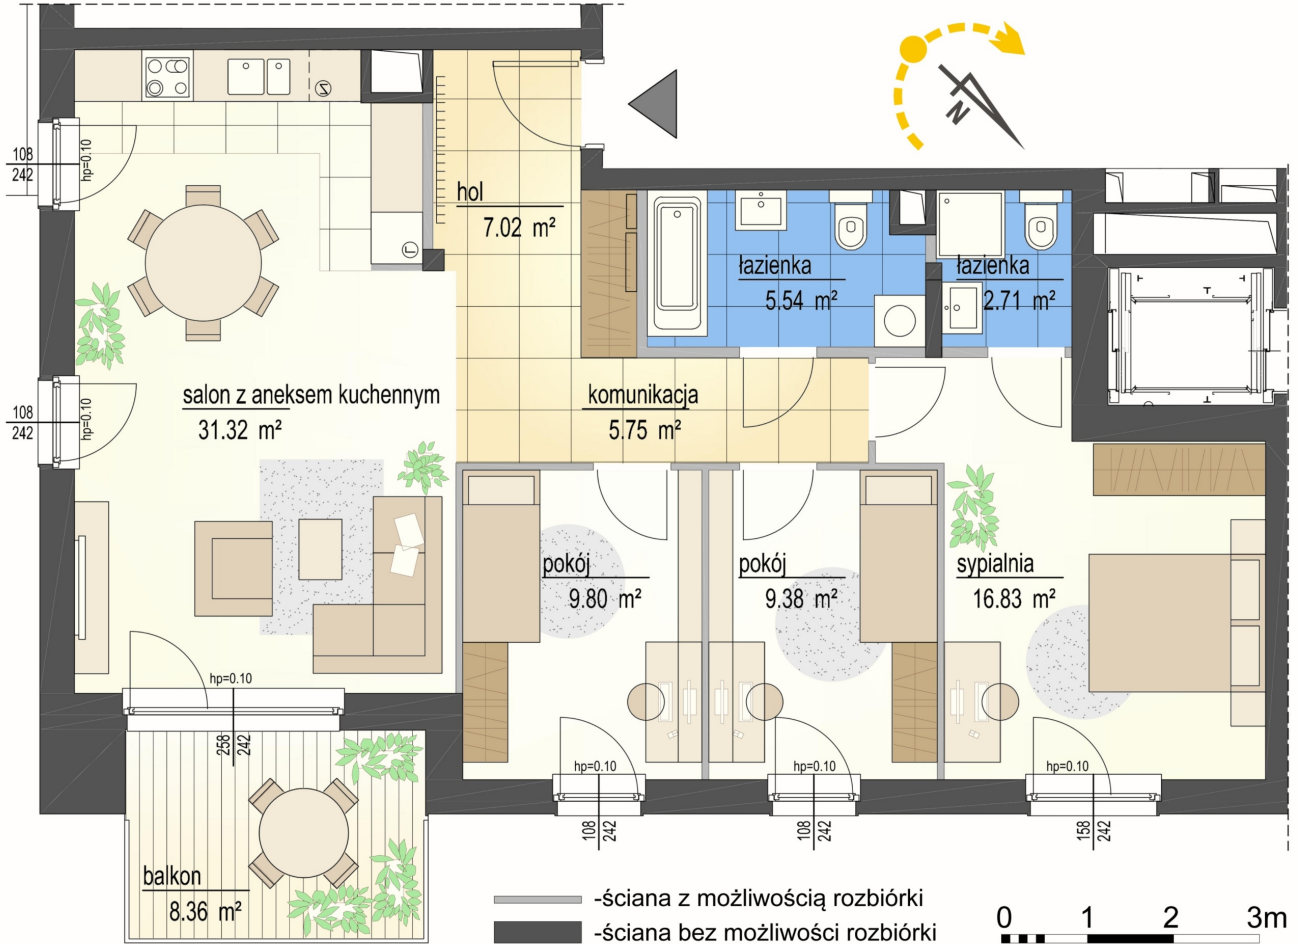 108
242
hp=0.10
hol
7.02 m²
N
łazienka
5.54 m²
łazienka
2.71 m²
108
242
hp=0.10
salon z aneksem kuchennym
31.32 m²
komunikacja
5.75 m²
pokój
9.80 m²
pokój
9.38 m²
sypialnia
16.83 m²
hp=0.10
258
242
hp=0.10
108
242
hp=0.10
108
242
hp=0.10
158
242
balkon
8.36 m²
-ściana z możliwością rozbiórki
-ściana bez możliwości rozbiórki
0 1 2 3m